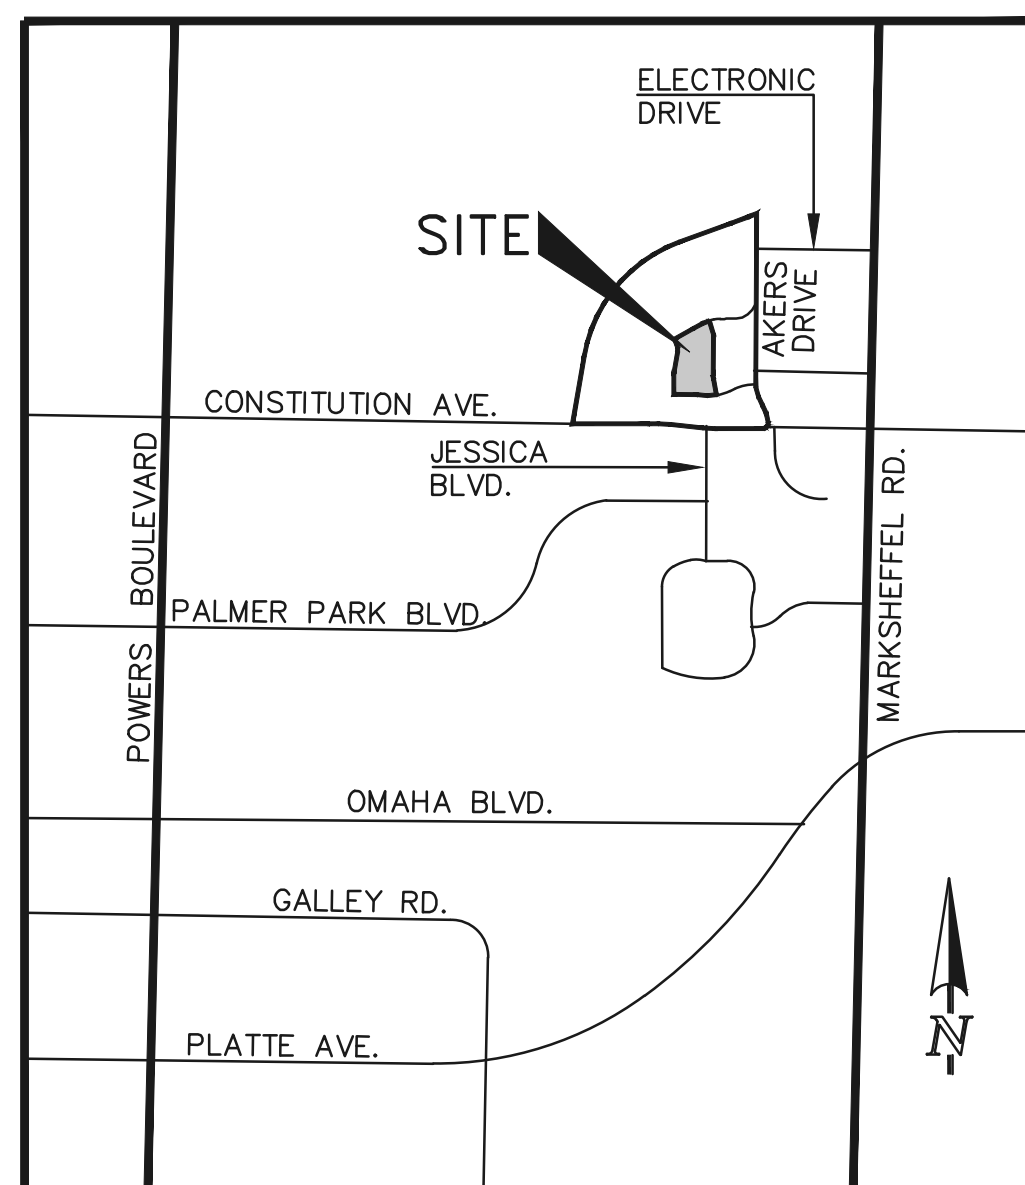 ELECTRONIC
DRIVE
SITE
AKERS
DRIVE
CONSTITUTION AVE.
JESSICA
BLVD.
POWERS BOULEVARD
MARKSHEFFEL RD.
PALMER PARK BLVD.
OMAHA BLVD.
GALLEY RD.
PLATTE AVE.
N